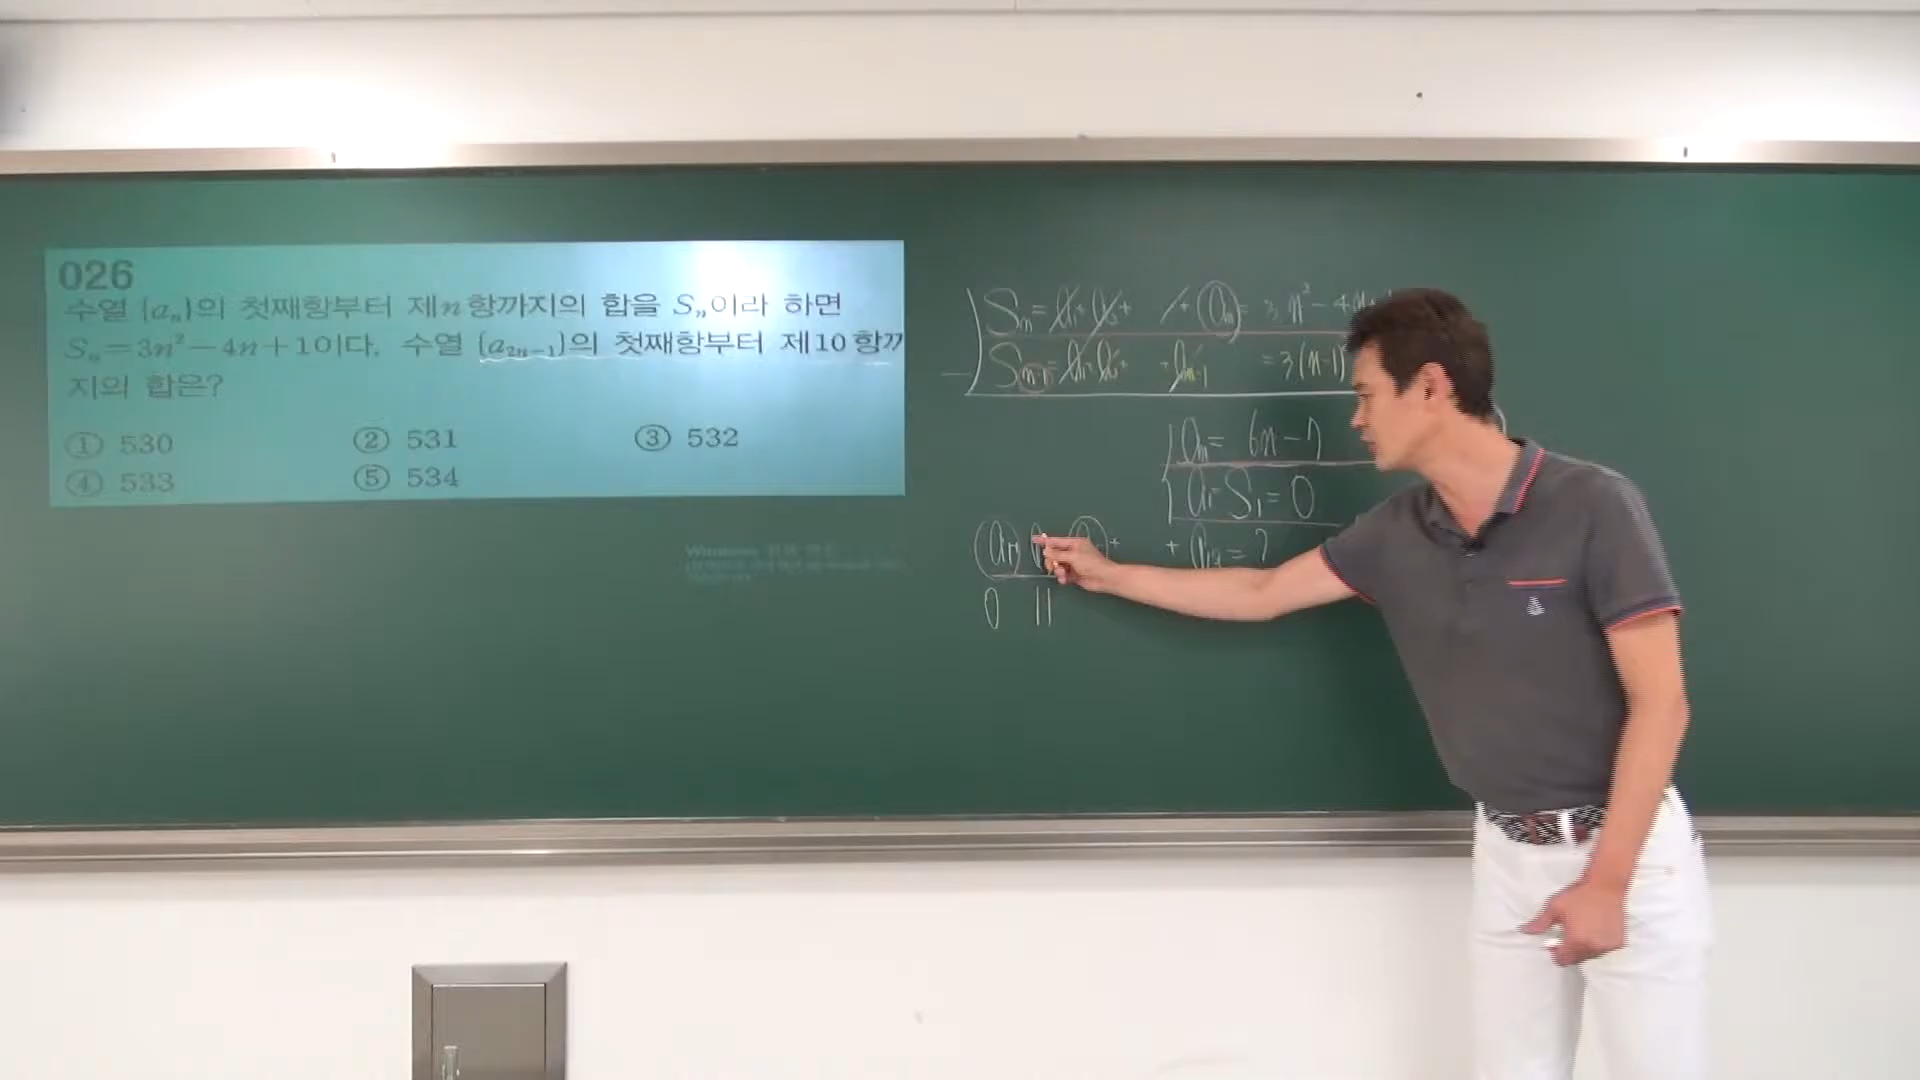 026
수열 {aₙ}의 첫째항부터 제n항까지의 합을 Sₙ이라 하면
Sₙ=3n²-4n+1이다. 수열 {a₂ₙ₋₁}의 첫째항부터 제10항까
지의 합은?
① 530 ② 531 ③ 532
④ 533 ⑤ 534
Sₙ= a₁+a₂+ + aₙ = 3n²-4n+
Sₙ₋₁= a₁+a₂+ +aₙ₋₁ =3(n-1)
aₙ= 6n-7
a₁=S₁=0
a₁+ + + a₁₉=?
0 11